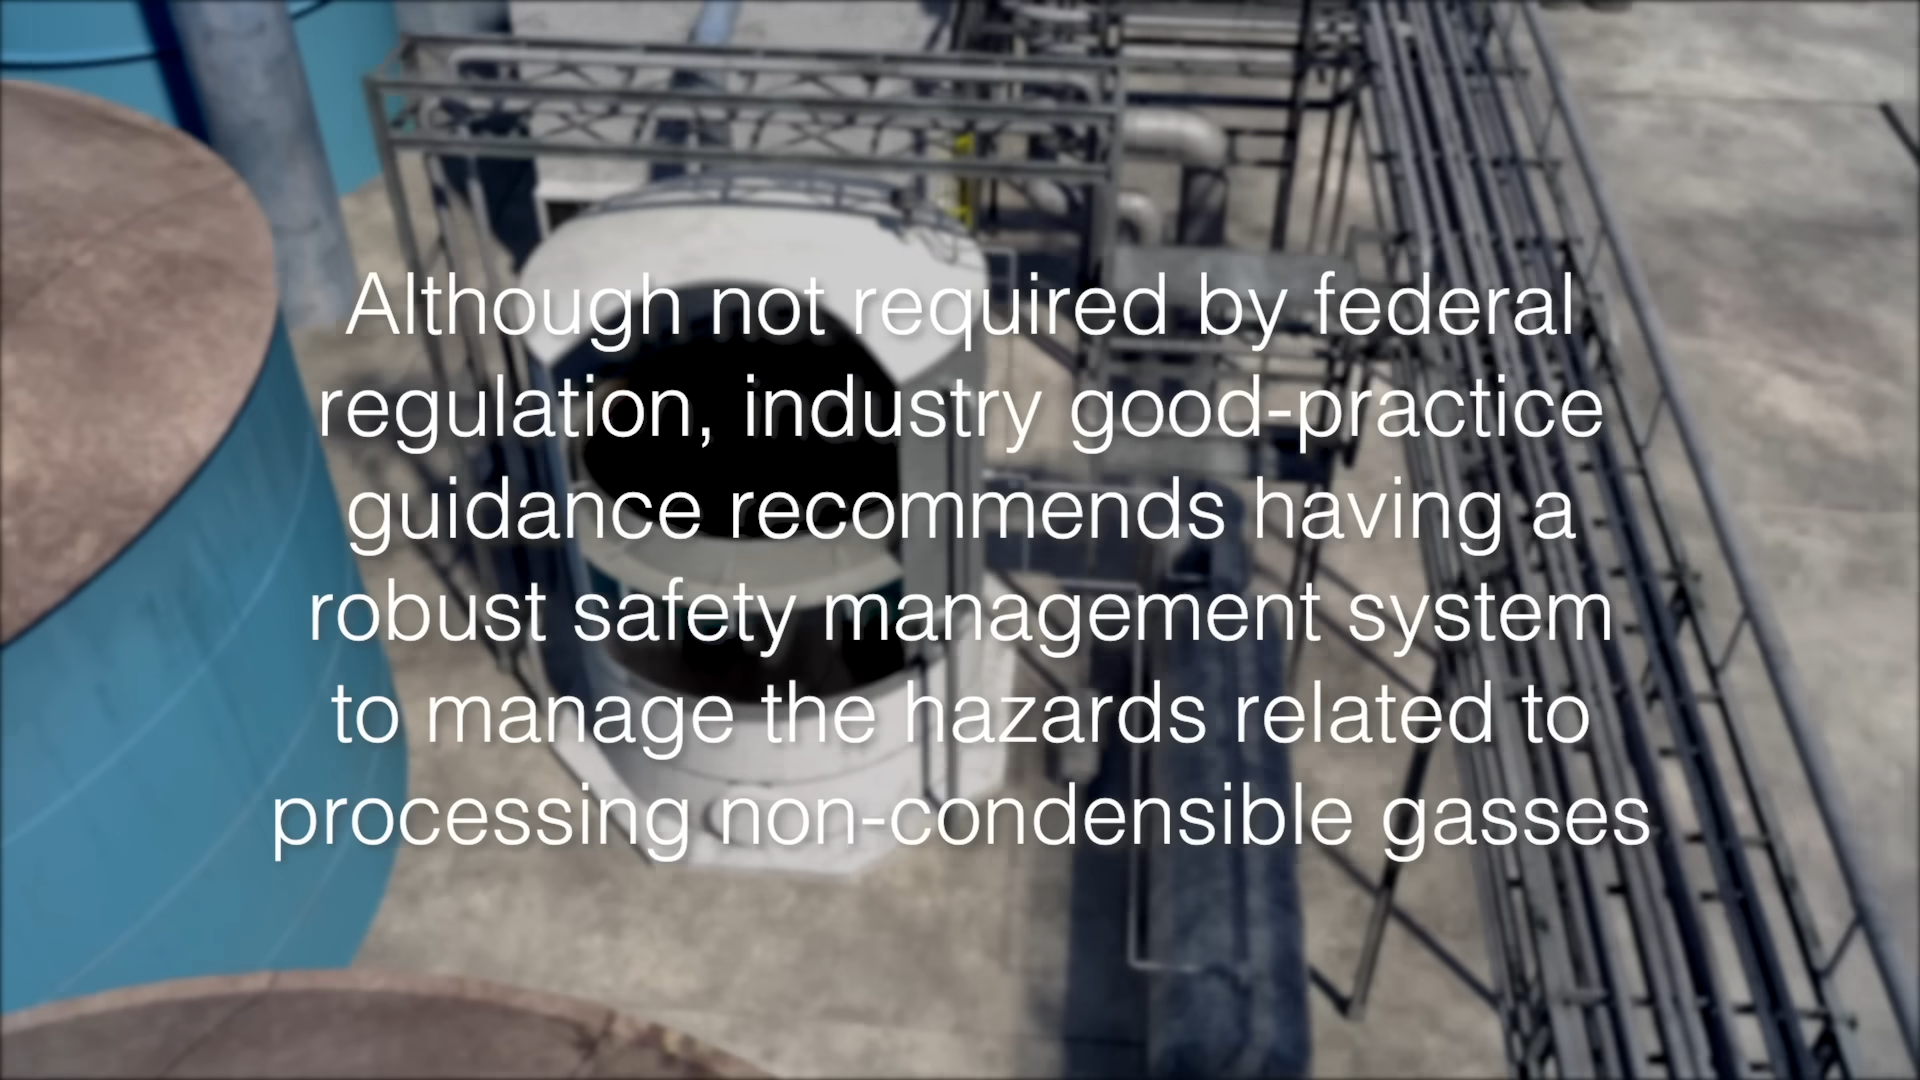 Although not required by federal
regulation, industry good-practice
guidance recommends having a
robust safety management system
to manage the hazards related to
processing non-condensible gasses